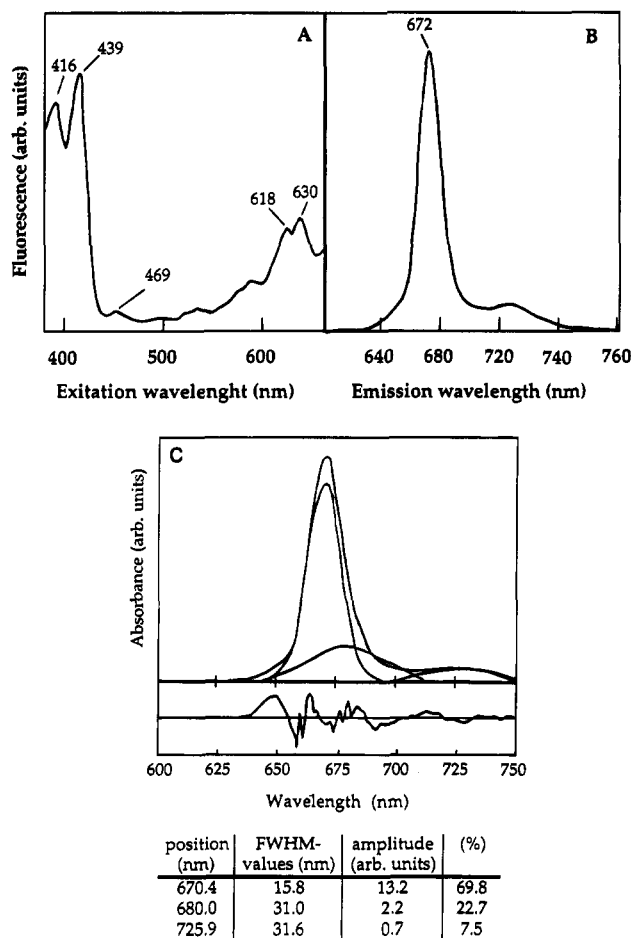 A
B
672
439
416
618
630
469
Fluorescence (arb. units)
400 500 600 640 680 720 740 760
Exitation wavelenght (nm)
Emission wavelength (nm)
C
Absorbance (arb. units)
600 625 650 675 700 725 750
Wavelength (nm)
position (nm) FWHM-values (nm) amplitude (arb. units) (%)
670.4 15.8 13.2 69.8
680.0 31.0 2.2 22.7
725.9 31.6 0.7 7.5